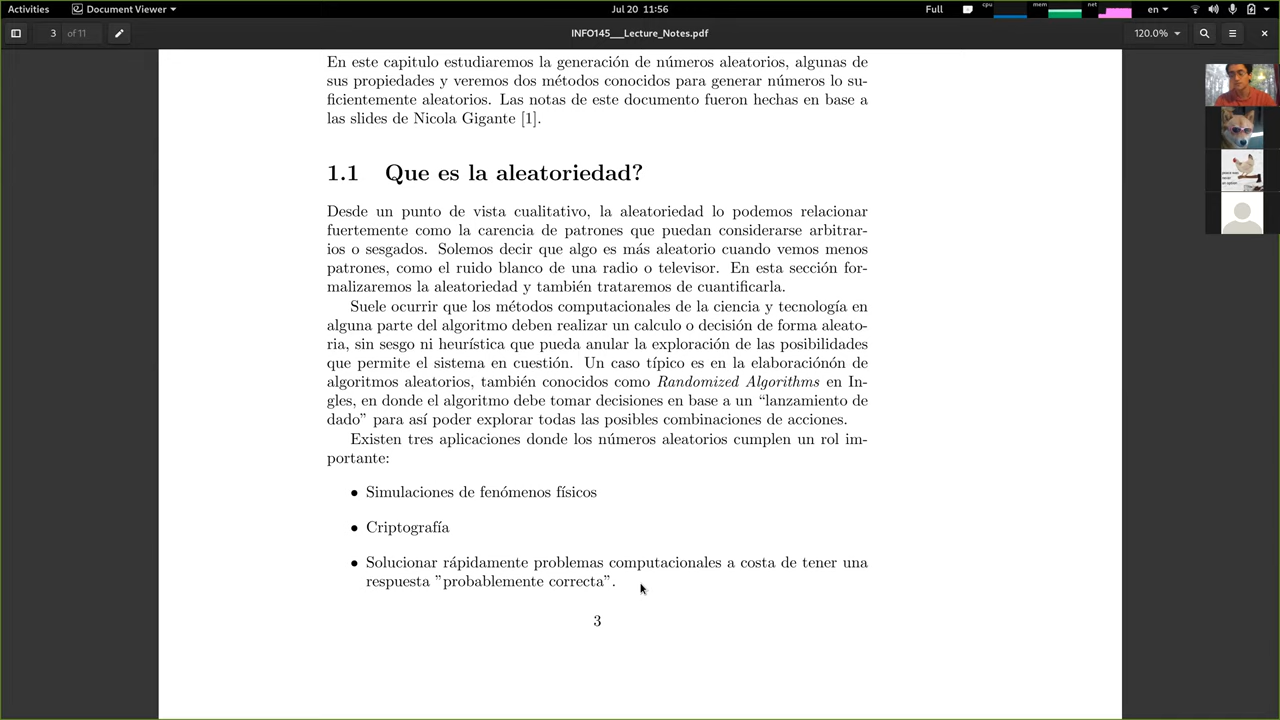 Activities
Document Viewer
Jul 20 11:56
Full
cpu
mem
net
en
3 of 11
INFO145___Lecture_Notes.pdf
120.0%
En este capitulo estudiaremos la generación de números aleatorios, algunas de
sus propiedades y veremos dos métodos conocidos para generar números lo su-
ficientemente aleatorios. Las notas de este documento fueron hechas en base a
las slides de Nicola Gigante [1].
1.1 Que es la aleatoriedad?
Desde un punto de vista cualitativo, la aleatoriedad lo podemos relacionar
fuertemente como la carencia de patrones que puedan considerarse arbitrar-
ios o sesgados. Solemos decir que algo es más aleatorio cuando vemos menos
patrones, como el ruido blanco de una radio o televisor. En esta sección for-
malizaremos la aleatoriedad y también trataremos de cuantificarla.
Suele ocurrir que los métodos computacionales de la ciencia y tecnología en
alguna parte del algoritmo deben realizar un calculo o decisión de forma aleato-
ria, sin sesgo ni heurística que pueda anular la exploración de las posibilidades
que permite el sistema en cuestión. Un caso típico es en la elaboraciónón de
algoritmos aleatorios, también conocidos como Randomized Algorithms en In-
gles, en donde el algoritmo debe tomar decisiones en base a un “lanzamiento de
dado” para así poder explorar todas las posibles combinaciones de acciones.
Existen tres aplicaciones donde los números aleatorios cumplen un rol im-
portante:
• Simulaciones de fenómenos físicos
• Criptografía
• Solucionar rápidamente problemas computacionales a costa de tener una
respuesta ”probablemente correcta”.
3